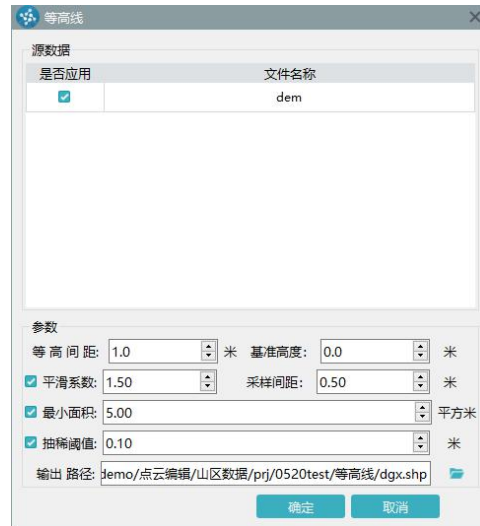 等高线
源数据
是否应用 文件名称
dem
参数
等高间距: 1.0 米 基准高度: 0.0 米
平滑系数: 1.50 采样间距: 0.50 米
最小面积: 5.00 平方米
抽稀阈值: 0.10 米
输出 路径: demo/点云编辑/山区数据/prj/0520test/等高线/dgx.shp
确定 取消